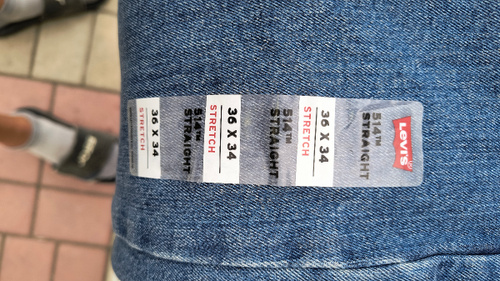 LEVI'S
514™
STRAIGHT
36 X 34
STRETCH
514™
STRAIGHT
36 X 34
STRETCH
514™
STRAIGHT
36 X 34
STRETCH